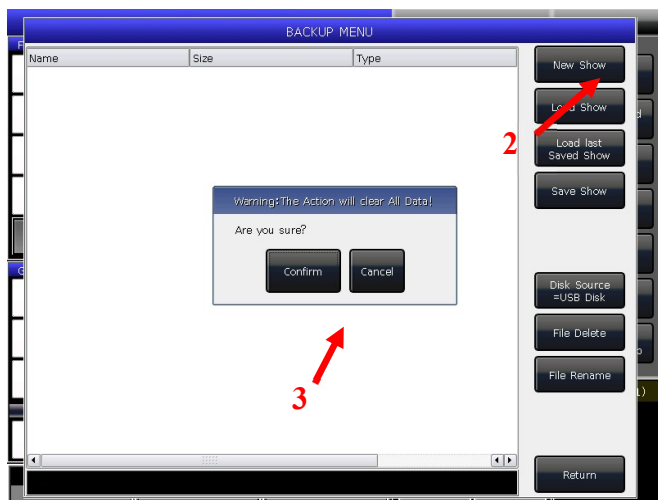 BACKUP MENU
Name Size Type
New Show
Load Show
2
Load last
Saved Show
Save Show
Warning:The Action will clear All Data!
Are you sure?
Confirm Cancel
Disk Source
=USB Disk
File Delete
3
File Rename
Return